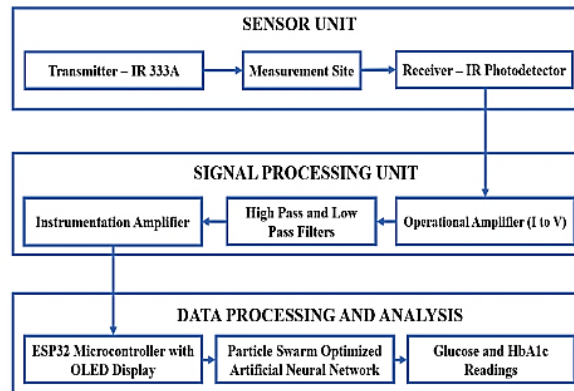 SENSOR UNIT
Transmitter – IR 333A
Measurement Site
Receiver – IR Photodetector
SIGNAL PROCESSING UNIT
Instrumentation Amplifier
High Pass and Low
Pass Filters
Operational Amplifier (I to V)
DATA PROCESSING AND ANALYSIS
ESP32 Microcontroller with
OLED Display
Particle Swarm Optimized
Artificial Neural Network
Glucose and HbA1c
Readings